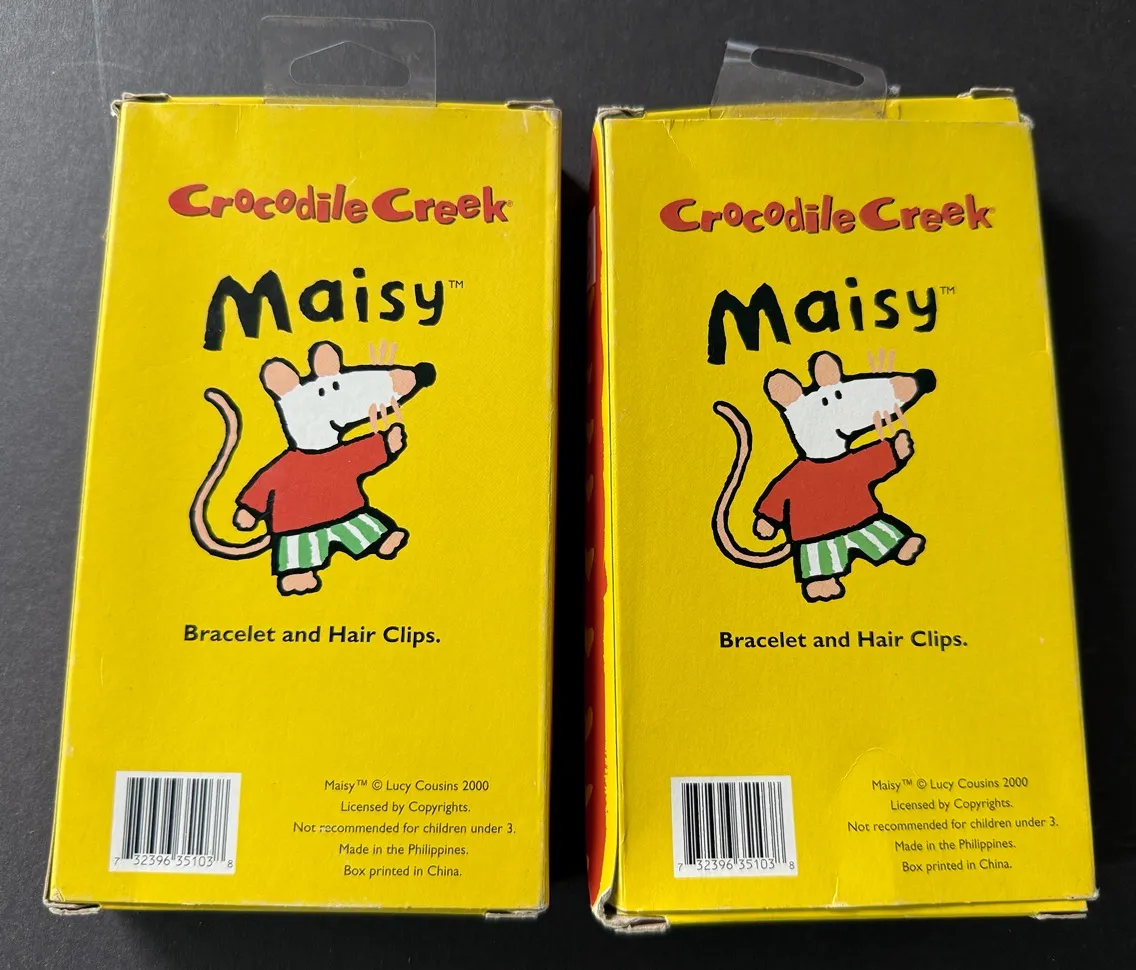 Crocodile Creek®
Maisy™
Bracelet and Hair Clips.
Maisy™ © Lucy Cousins 2000
Licensed by Copyrights.
Not recommended for children under 3.
Made in the Philippines.
Box printed in China.
7 32396 35103 8
Crocodile Creek
Maisy™
Bracelet and Hair Clips.
Maisy™ © Lucy Cousins 2000
Licensed by Copyrights.
Not recommended for children under 3.
Made in the Philippines.
Box printed in China.
7 32396 35103 8